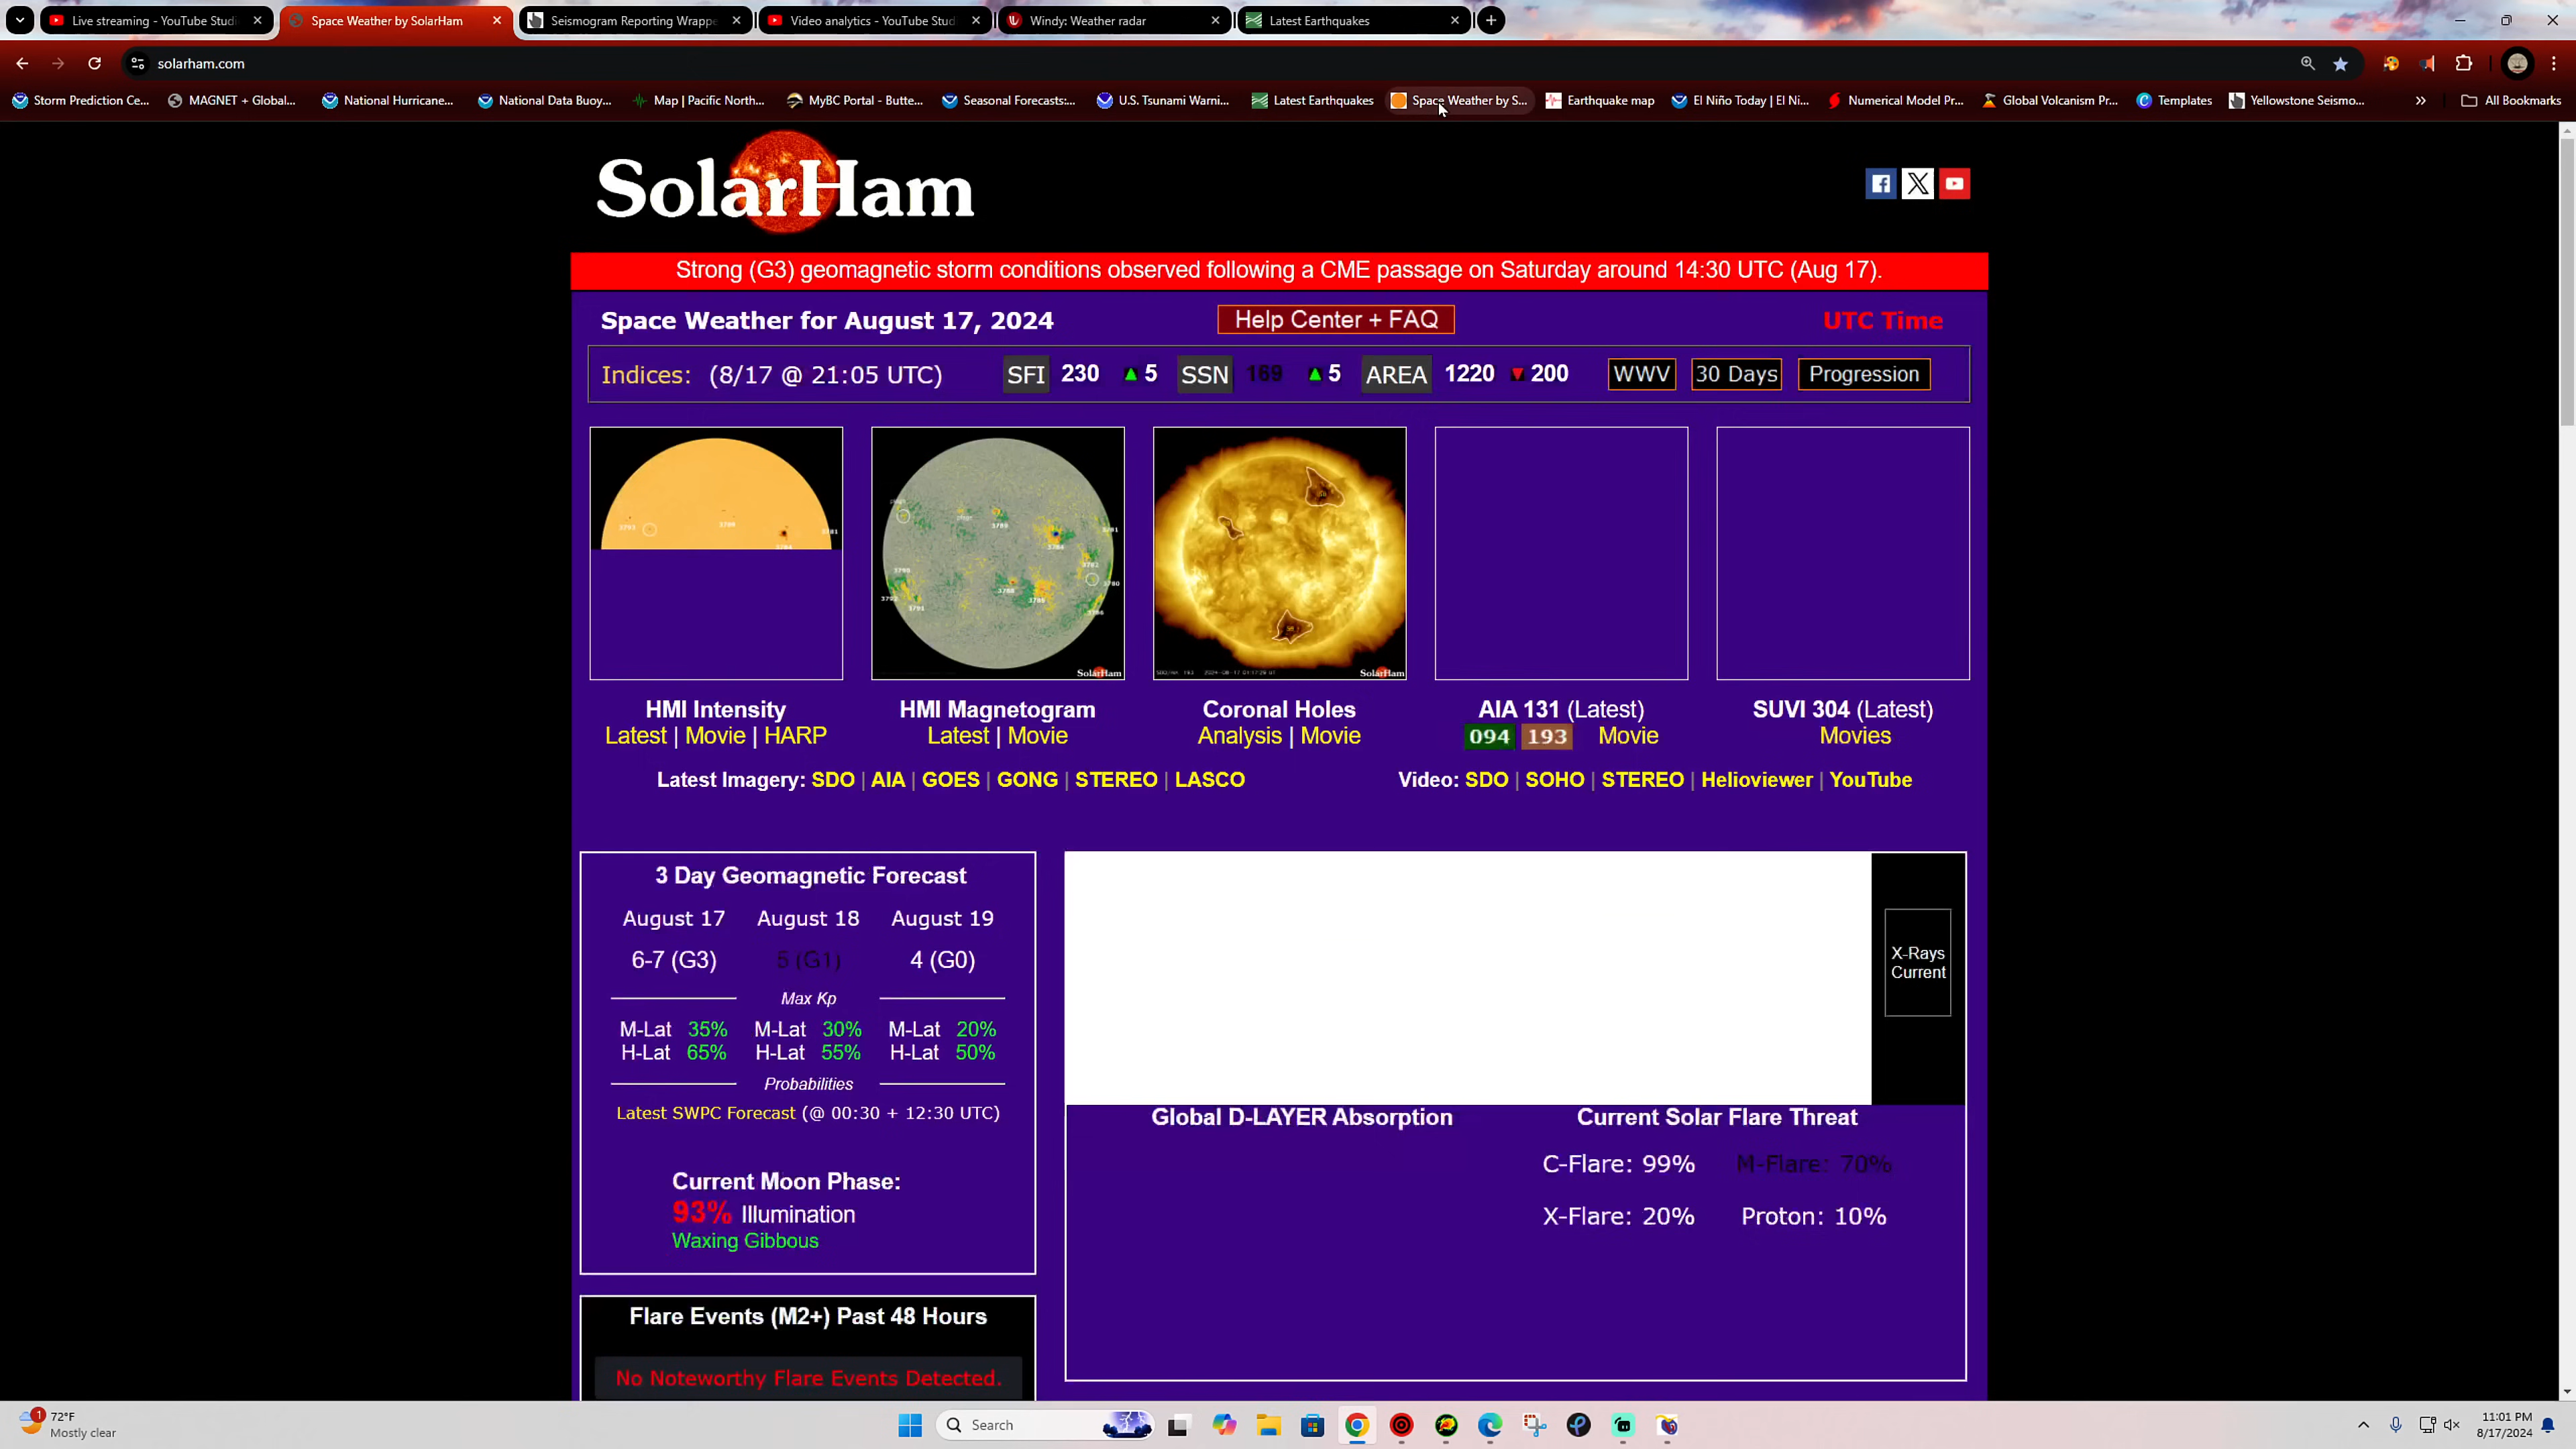 Live streaming - YouTube Studi
Space Weather by SolarHam
Seismogram Reporting Wrappe
Video analytics - YouTube Studi
Windy: Weather radar
Latest Earthquakes
solarham.com
Storm Prediction Ce...
MAGNET + Global...
National Hurricane...
National Data Buoy...
Map | Pacific North...
MyBC Portal - Butte...
Seasonal Forecasts:...
U.S. Tsunami Warni...
Latest Earthquakes
Space Weather by S...
Earthquake map
El Niño Today | El Ni...
Numerical Model Pr...
Global Volcanism Pr...
Templates
Yellowstone Seismo...
All Bookmarks
SolarHam
Strong (G3) geomagnetic storm conditions observed following a CME passage on Saturday around 14:30 UTC (Aug 17).
Space Weather for August 17, 2024
Help Center + FAQ
UTC Time
Indices: (8/17 @ 21:05 UTC) SFI 230 5 SSN 169 5 AREA 1220 200 WWV 30 Days Progression
HMI Intensity
Latest | Movie | HARP
HMI Magnetogram
Latest | Movie
SolarHam
Coronal Holes
Analysis | Movie
SolarHam
AIA 131 (Latest)
094 193 Movie
SUVI 304 (Latest)
Movies
Latest Imagery: SDO | AIA | GOES | GONG | STEREO | LASCO
Video: SDO | SOHO | STEREO | Helioviewer | YouTube
3 Day Geomagnetic Forecast
August 17 August 18 August 19
6-7 (G3) 5 (G1) 4 (G0)
Max Kp
M-Lat 35% M-Lat 30% M-Lat 20%
H-Lat 65% H-Lat 55% H-Lat 50%
Probabilities
Latest SWPC Forecast (@ 00:30 + 12:30 UTC)
Current Moon Phase:
93% Illumination
Waxing Gibbous
X-Rays
Current
Global D-LAYER Absorption
Current Solar Flare Threat
C-Flare: 99% M-Flare: 70%
X-Flare: 20% Proton: 10%
Flare Events (M2+) Past 48 Hours
No Noteworthy Flare Events Detected.
1
72°F
Mostly clear
Search
11:01 PM
8/17/2024